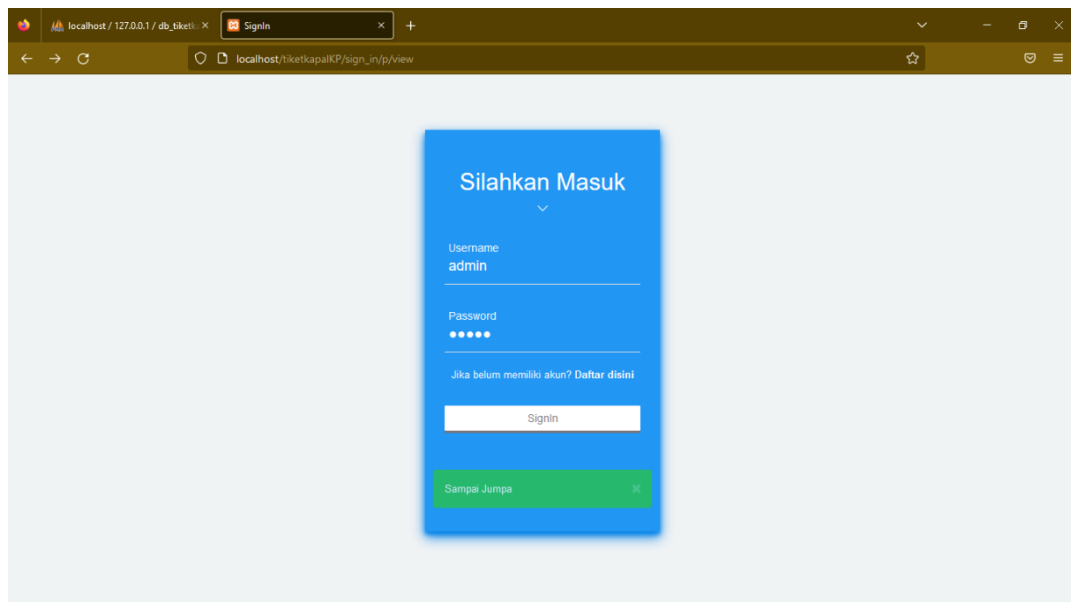 localhost / 127.0.0.1 / db_tiketk
SignIn
localhost/tiketkapalKP/sign_in/p/view
Silahkan Masuk
Username
admin
Password
Jika belum memiliki akun? Daftar disini
SignIn
Sampai Jumpa